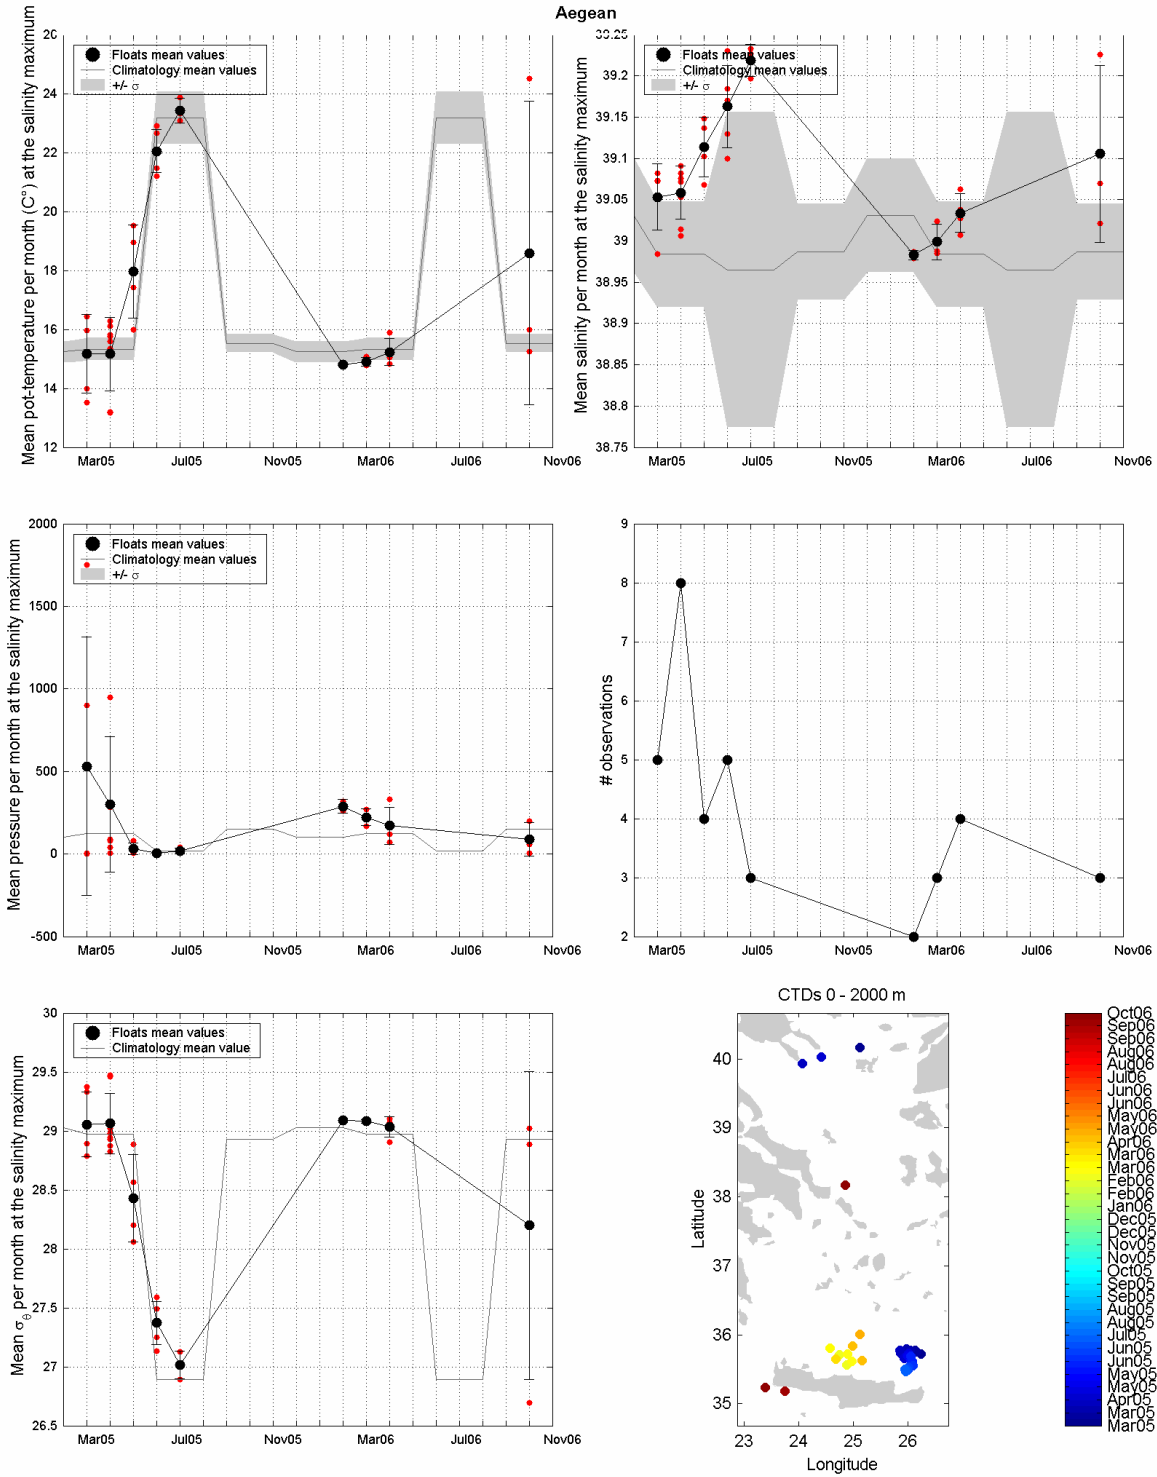 Aegean
Mean pot-temperature per month (C°) at the salinity maximum
26
24
22
20
18
16
14
12
Floats mean values
Climatology mean values
+/- σ
Mar05
Jul05
Nov05
Mar06
Jul06
Nov06
Mean salinity per month at the salinity maximum
39.25
39.2
39.15
39.1
39.05
39
38.95
38.9
38.85
38.8
38.75
Floats mean values
Climatology mean values
+/- σ
Mar05
Jul05
Nov05
Mar06
Jul06
Nov06
Mean pressure per month at the salinity maximum
2000
1500
1000
500
0
-500
Floats mean values
Climatology mean values
+/- σ
Mar05
Jul05
Nov05
Mar06
Jul06
Nov06
# observations
9
8
7
6
5
4
3
2
Mar05
Jul05
Nov05
Mar06
Jul06
Nov06
Mean σθ per month at the salinity maximum
30
29.5
29
28.5
28
27.5
27
26.5
Floats mean values
Climatology mean value
Mar05
Jul05
Nov05
Mar06
Jul06
Nov06
CTDs 0 - 2000 m
Latitude
40
39
38
37
36
35
23
24
25
26
Longitude
Oct06
Sep06
Sep06
Aug06
Aug06
Jul06
Jun06
Jun06
May06
May06
Apr06
Mar06
Mar06
Feb06
Feb06
Jan06
Dec05
Dec05
Nov05
Nov05
Oct05
Sep05
Sep05
Aug05
Aug05
Jul05
Jun05
Jun05
May05
May05
Apr05
Mar05
Mar05